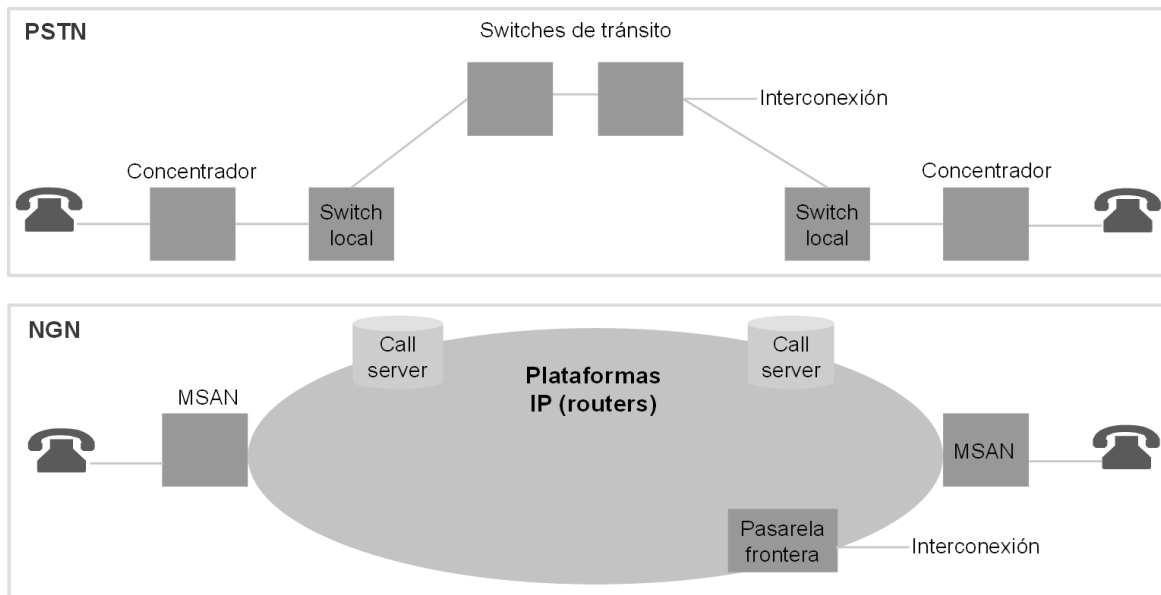 PSTN
Switches de tránsito
Interconexión
Concentrador
Concentrador
Switch
local
Switch
local
NGN
Call
server
Call
server
Plataformas
IP (routers)
MSAN
MSAN
Pasarela
frontera
Interconexión